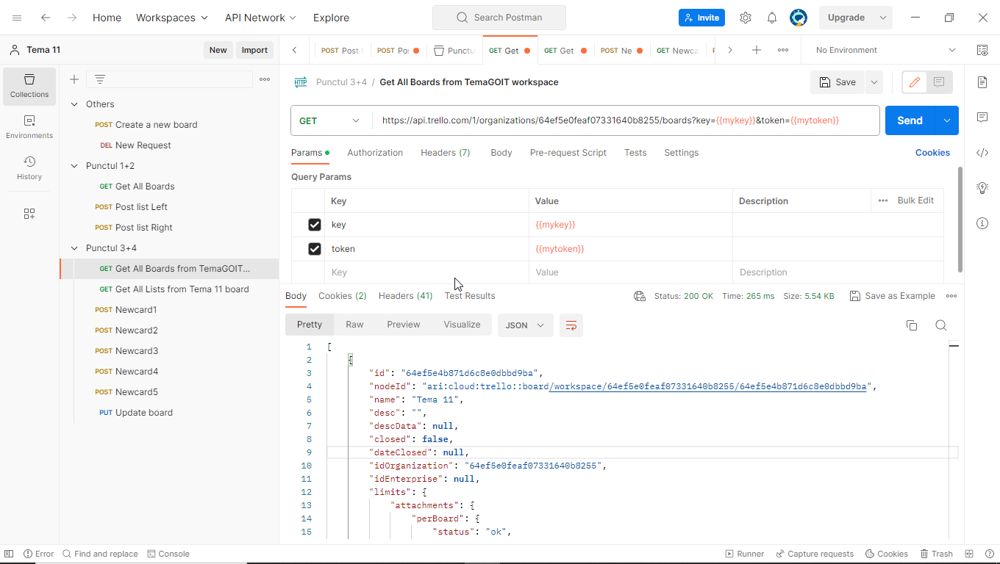 Home Workspaces API Network Explore Search Postman Invite Upgrade
Tema 11 New Import
POST Post GET Get GET Get POST Ne GET Newca No Environment
Punctul 3+4 / Get All Boards from TemaGOIT workspace Save
GET https://api.trello.com/1/organizations/64ef5e0feaf07331640b8255/boards?key={{mykey}}&token={{mytoken}} Send
Params Authorization Headers (7) Body Pre-request Script Tests Settings Cookies
Query Params
Key Value Description Bulk Edit
key {{mykey}}
token {{mytoken}}
Key Value Description
Collections
Environments
History
Others
POST Create a new board
DEL New Request
Punctul 1+2
GET Get All Boards
POST Post list Left
POST Post list Right
Punctul 3+4
GET Get All Boards from TemaGOIT...
GET Get All Lists from Tema 11 board
POST Newcard1
POST Newcard2
POST Newcard3
POST Newcard4
POST Newcard5
PUT Update board
Body Cookies (2) Headers (41) Test Results Status: 200 OK Time: 265 ms Size: 5.54 KB Save as Example
Pretty Raw Preview Visualize JSON
1 [
2 {
3 "id": "64ef5e4b871d6c8e0dbbd9ba",
4 "nodeId": "ari:cloud:trello::board/workspace/64ef5e0feaf07331640b8255/64ef5e4b871d6c8e0dbbd9ba",
5 "name": "Tema 11",
6 "desc": "",
7 "descData": null,
8 "closed": false,
9 "dateClosed": null,
10 "idOrganization": "64ef5e0feaf07331640b8255",
11 "idEnterprise": null,
12 "limits": {
13 "attachments": {
14 "perBoard": {
15 "status": "ok",
Error Find and replace Console Runner Capture requests Cookies Trash